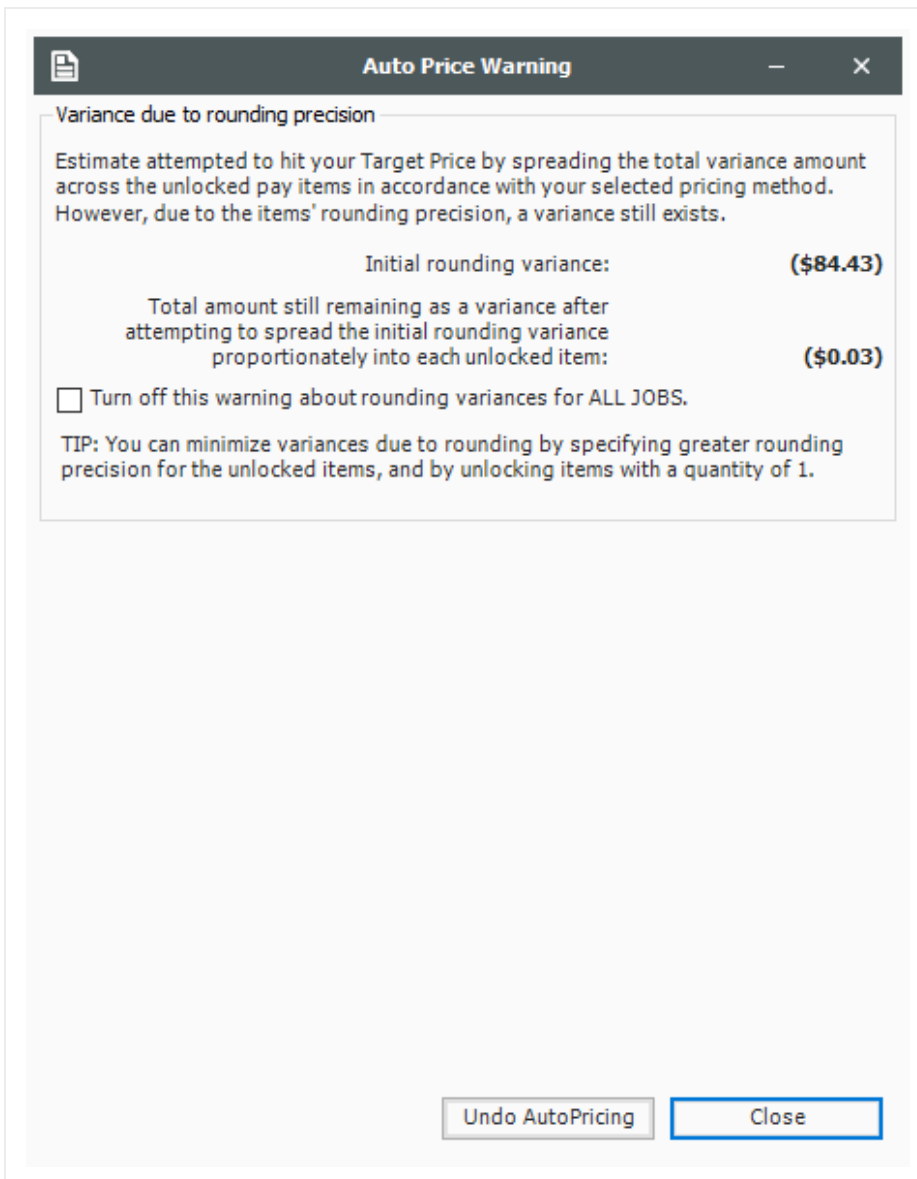 Auto Price Warning
Variance due to rounding precision
Estimate attempted to hit your Target Price by spreading the total variance amount
across the unlocked pay items in accordance with your selected pricing method.
However, due to the items' rounding precision, a variance still exists.
Initial rounding variance: ($84.43)
Total amount still remaining as a variance after
attempting to spread the initial rounding variance
proportionately into each unlocked item: ($0.03)
Turn off this warning about rounding variances for ALL JOBS.
TIP: You can minimize variances due to rounding by specifying greater rounding
precision for the unlocked items, and by unlocking items with a quantity of 1.
Undo AutoPricing Close